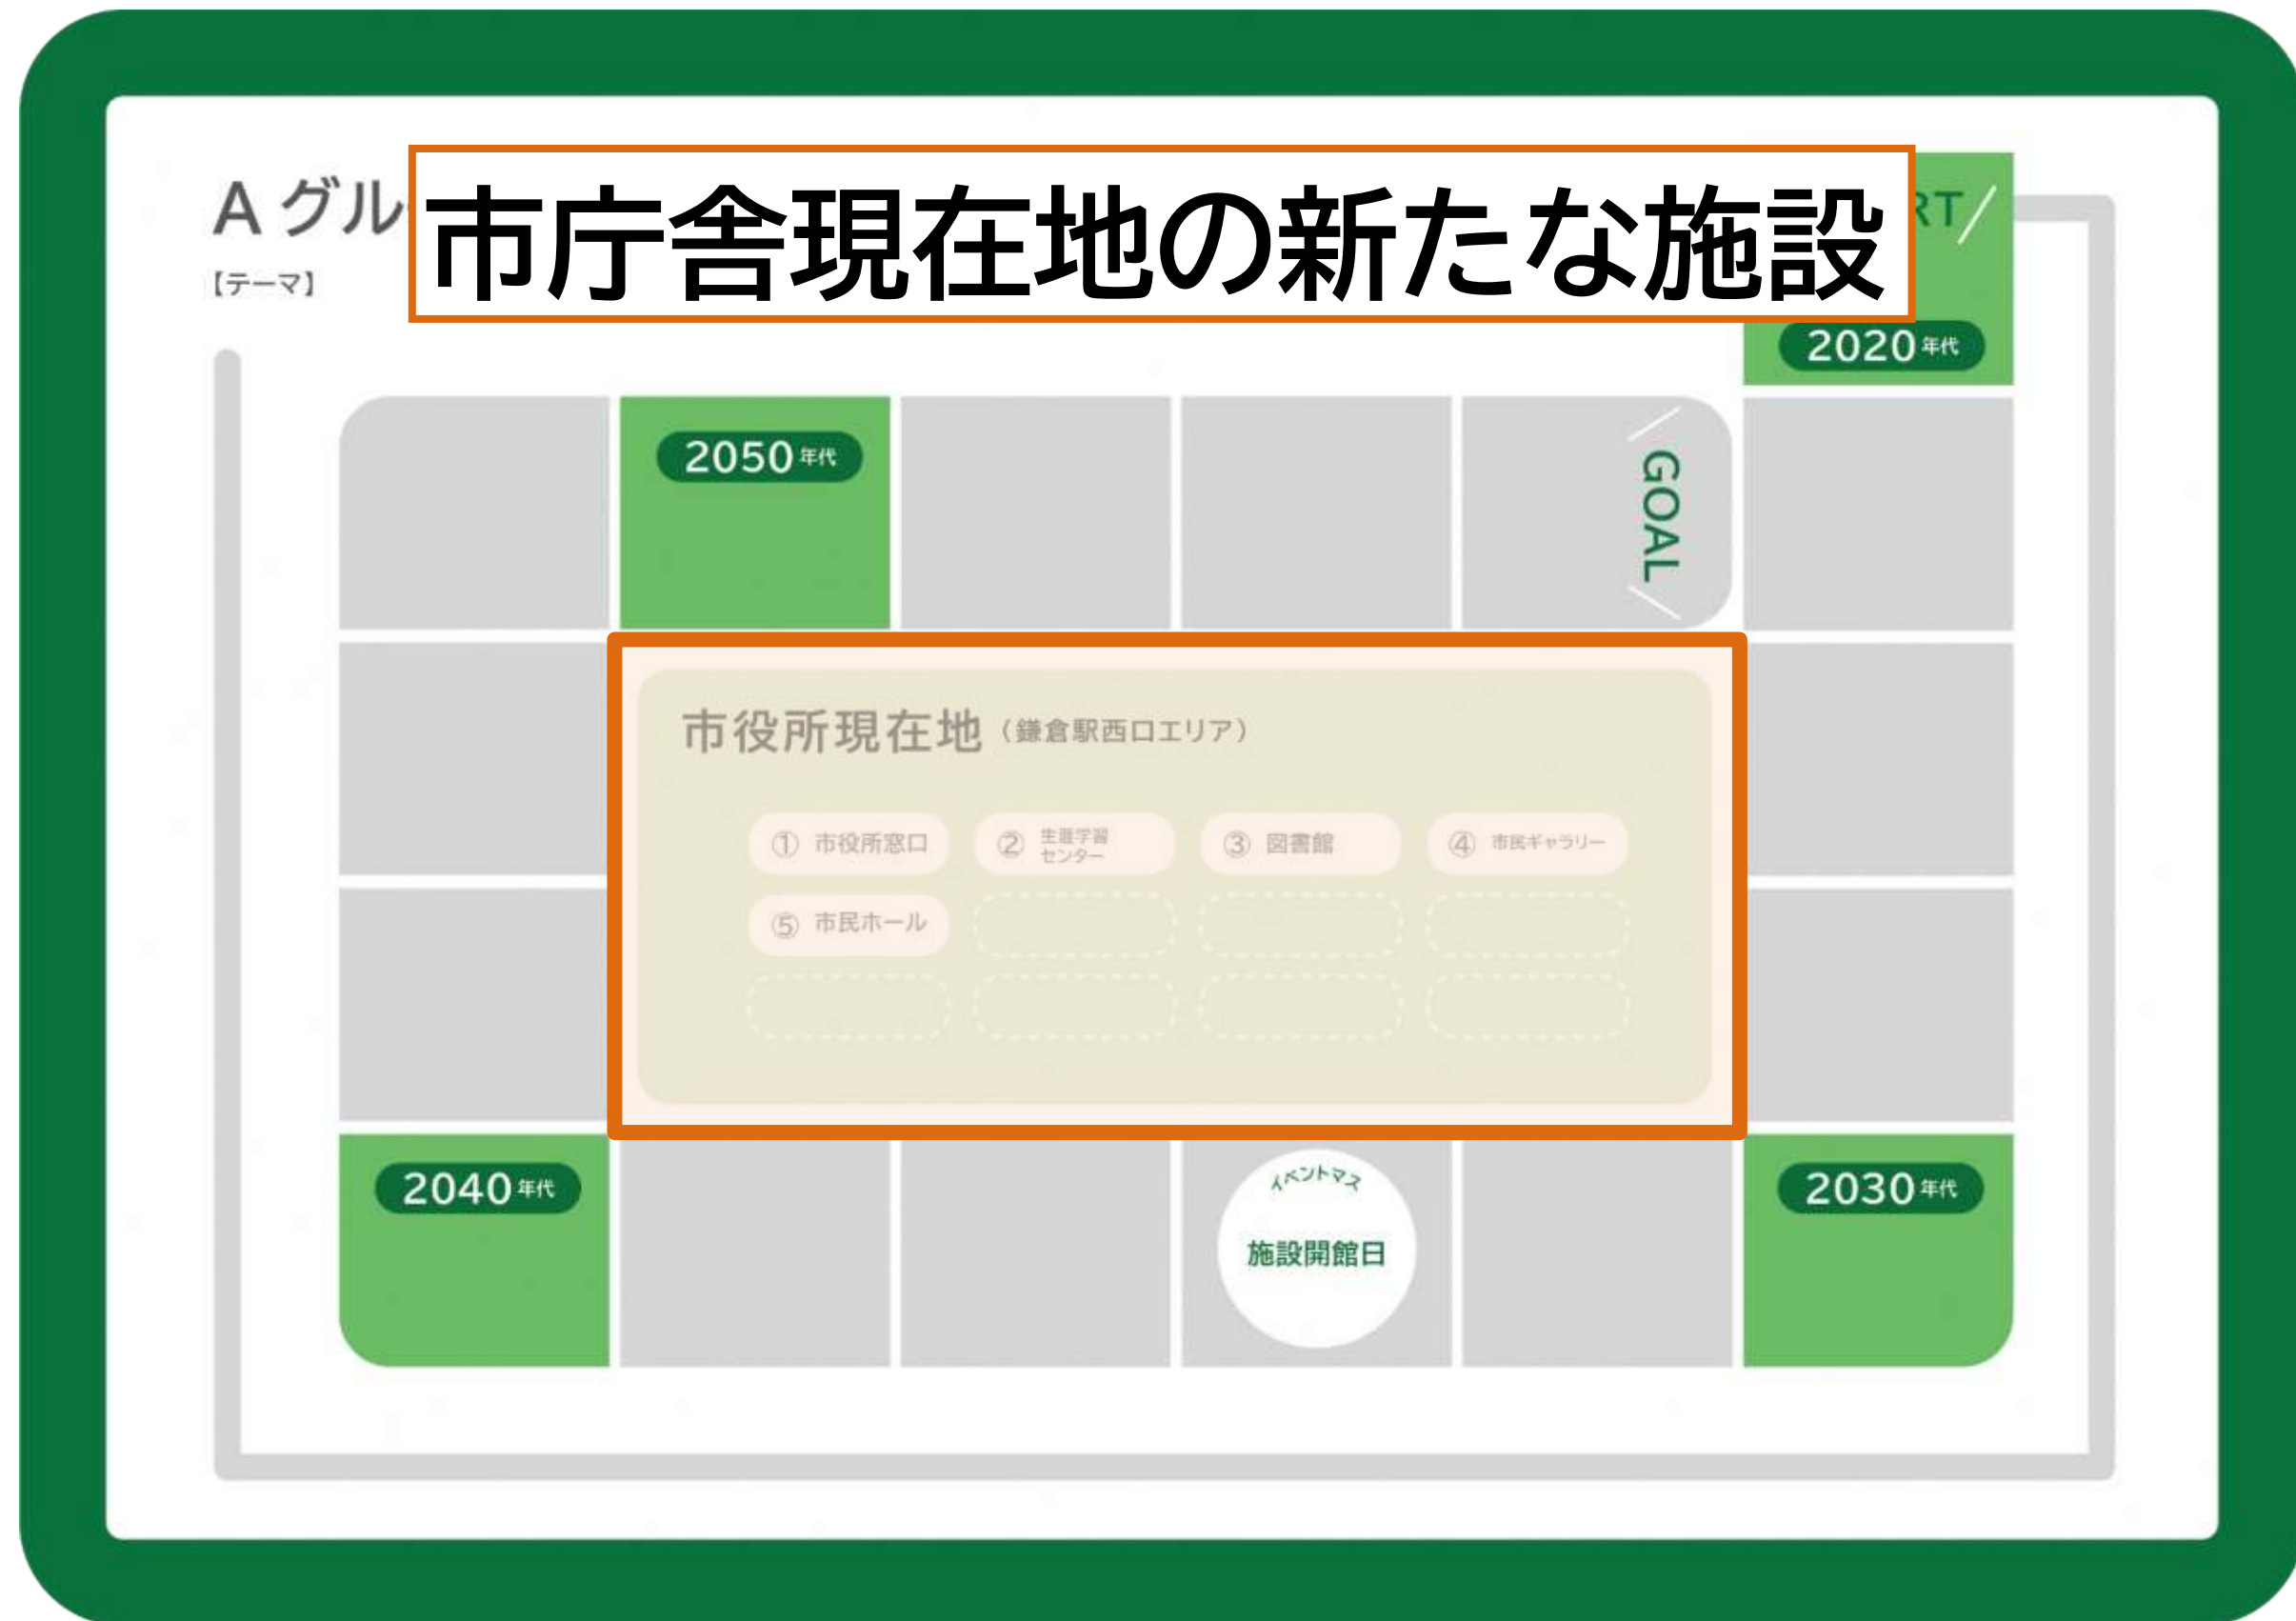 A グル
市庁舎現在地の新たな施設
RT
【テーマ】
2020年代
2050年代
GOAL
市役所現在地(鎌倉駅西口エリア)
① 市役所窓口
② 生涯学習
センター
③ 図書館
④ 市民ギャラリー
⑤ 市民ホール
2040年代
イベントマス
施設開館日
2030年代